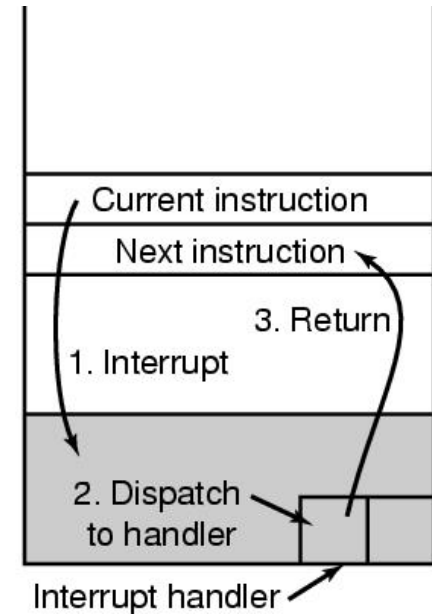 Current instruction
Next instruction
3. Return
1. Interrupt
2. Dispatch
to handler
Interrupt handler